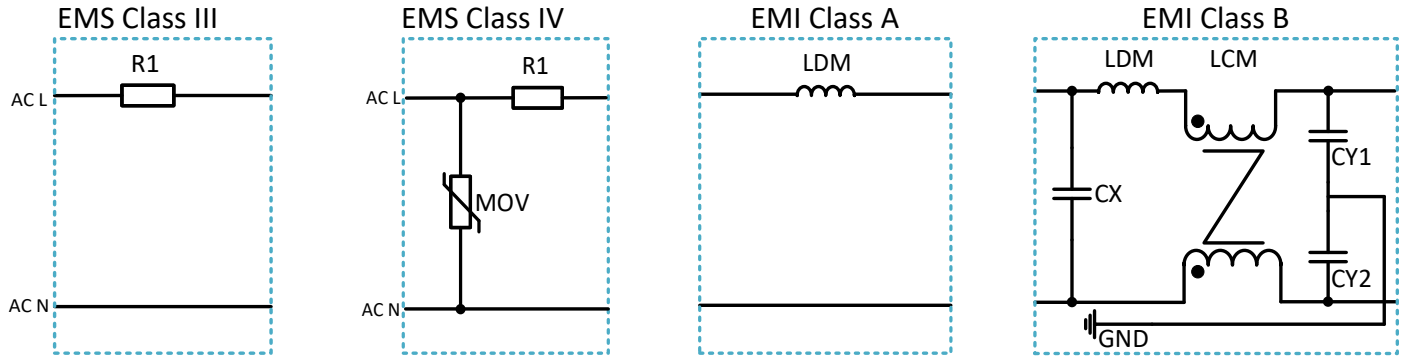 EMS Class III
R1
AC L
AC N
EMS Class IV
R1
AC L
MOV
AC N
EMI Class A
LDM
EMI Class B
LDM
LCM
CY1
CX
CY2
GND